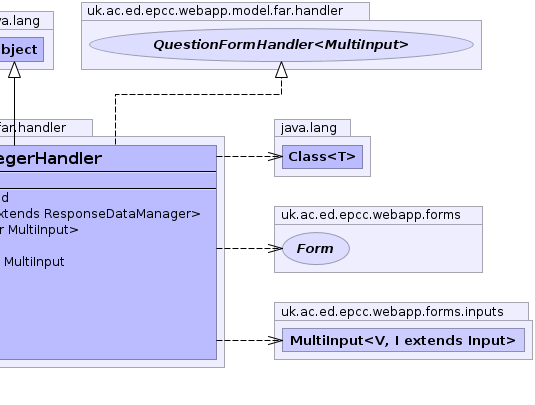 uk.ac.ed.epcc.webapp.model.far.handler
va.lang
bject
QuestionFormHandler<MultiInput>
far.handler
java.lang
egerHandler
Class<T>
d
xtends ResponseDataManager>
r MultiInput>
uk.ac.ed.epcc.webapp.forms
Form
MultiInput
uk.ac.ed.epcc.webapp.forms.inputs
MultiInput<V, I extends Input>